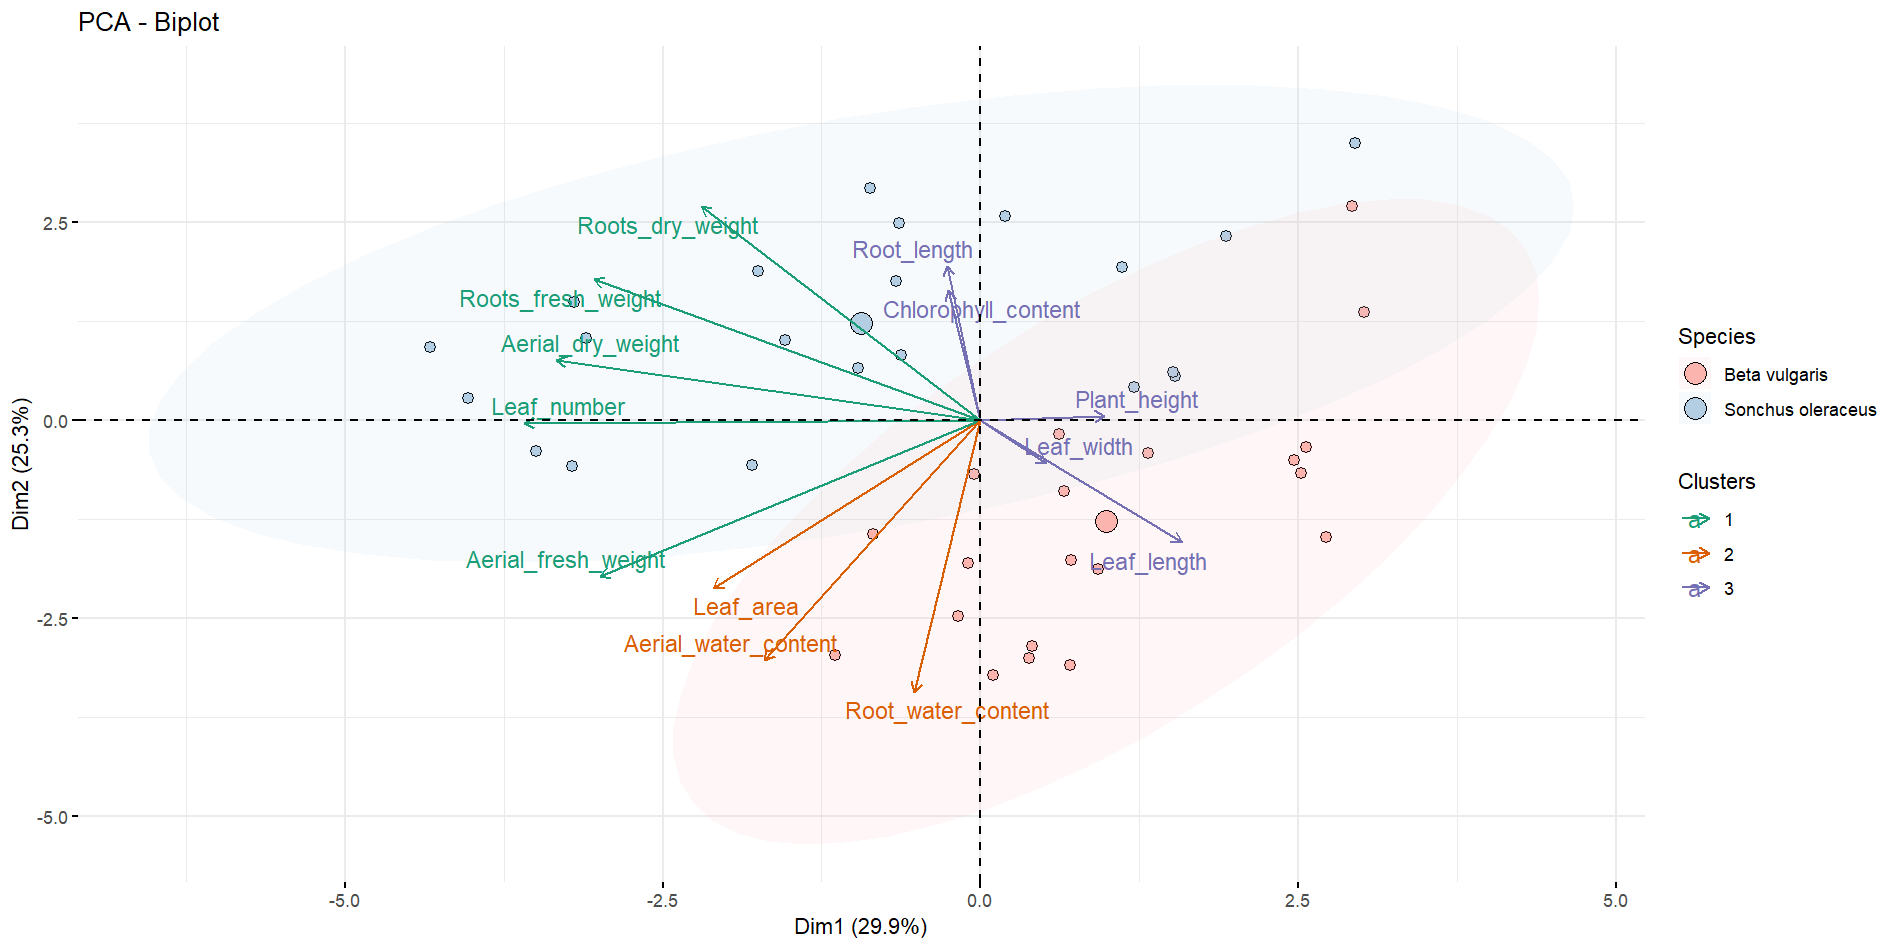 PCA - Biplot
Roots_dry_weight
Root_length
Roots_fresh_weight
Chlorophyll_content
Aerial_dry_weight
Plant_height
Leaf_number
Leaf_width
Aerial_fresh_weight
Leaf_length
Leaf_area
Aerial_water_content
Root_water_content
2.5
0.0
-2.5
-5.0
Dim2 (25.3%)
-5.0
-2.5
0.0
2.5
5.0
Dim1 (29.9%)
Species
Beta vulgaris
Sonchus oleraceus
Clusters
a 1
a 2
a 3